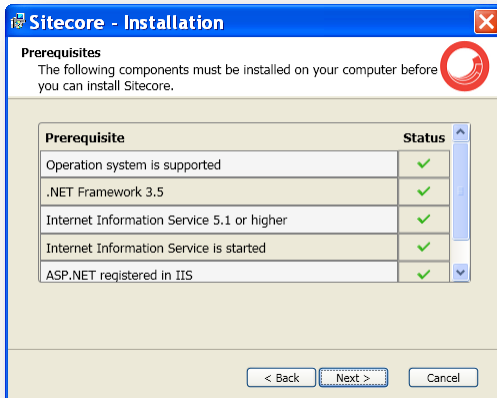 Sitecore - Installation
Prerequisites
The following components must be installed on your computer before
you can install Sitecore.
Prerequisite Status
Operation system is supported
.NET Framework 3.5
Internet Information Service 5.1 or higher
Internet Information Service is started
ASP.NET registered in IIS
< Back Next > Cancel